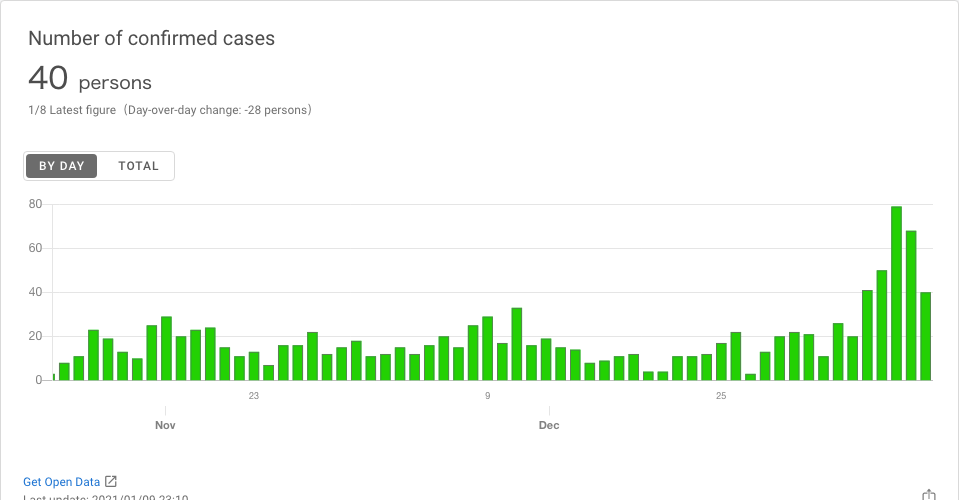 Number of confirmed cases
40 persons
1/8 Latest figure（Day-over-day change: -28 persons）
BY DAY TOTAL
80
60
40
20
0
23 9 25
Nov Dec
Get Open Data
Last update: 2021/01/09 23:10